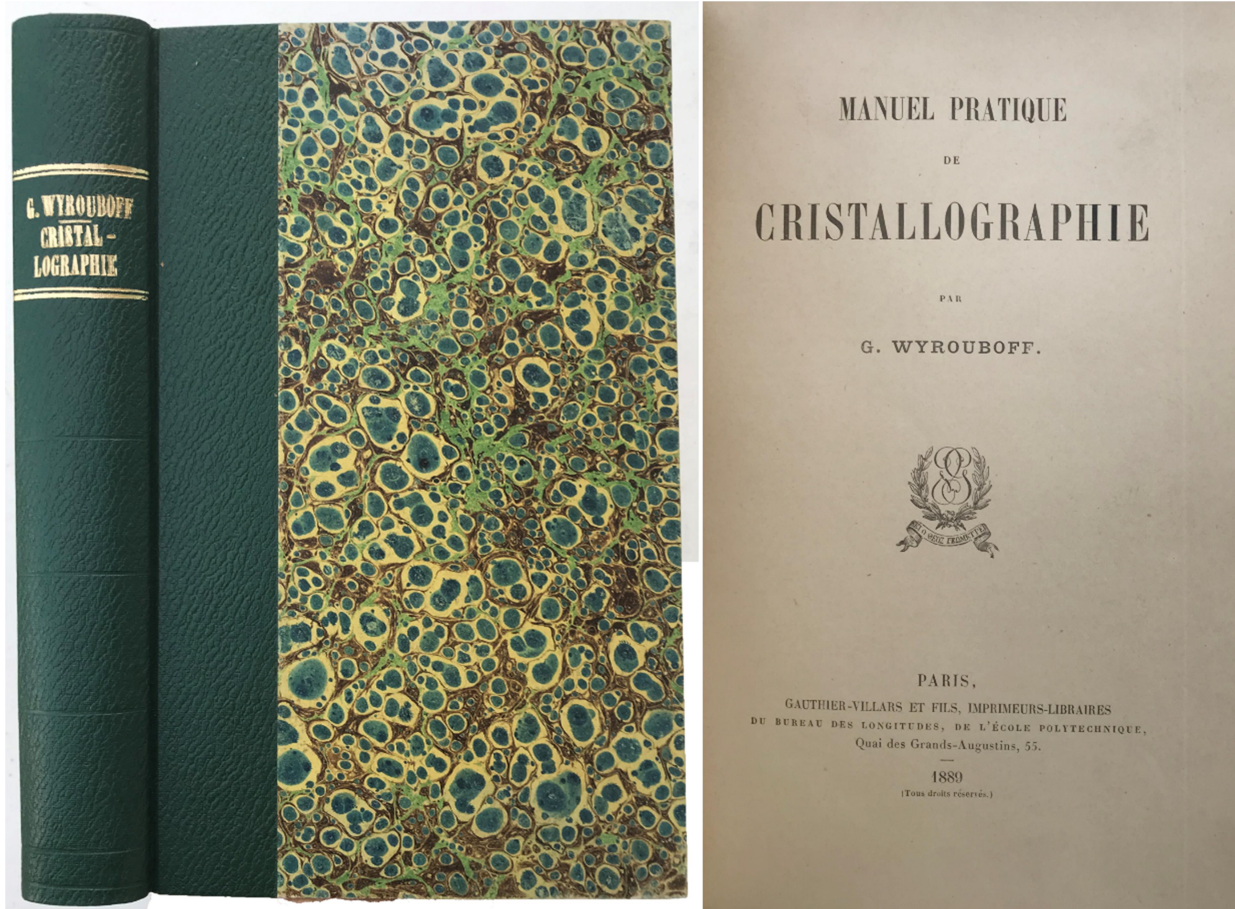 G. WYROUBOFF
CRISTAL-
LOGRAPHIE
MANUEL PRATIQUE
DE
CRISTALLOGRAPHIE
PAR
G. WYROUBOFF.
PARIS,
GAUTHIER-VILLARS ET FILS, IMPRIMEURS-LIBRAIRES
DU BUREAU DES LONGITUDES, DE L'ÉCOLE POLYTECHNIQUE,
Quai des Grands-Augustins, 55.
1889
(Tous droits réservés.)